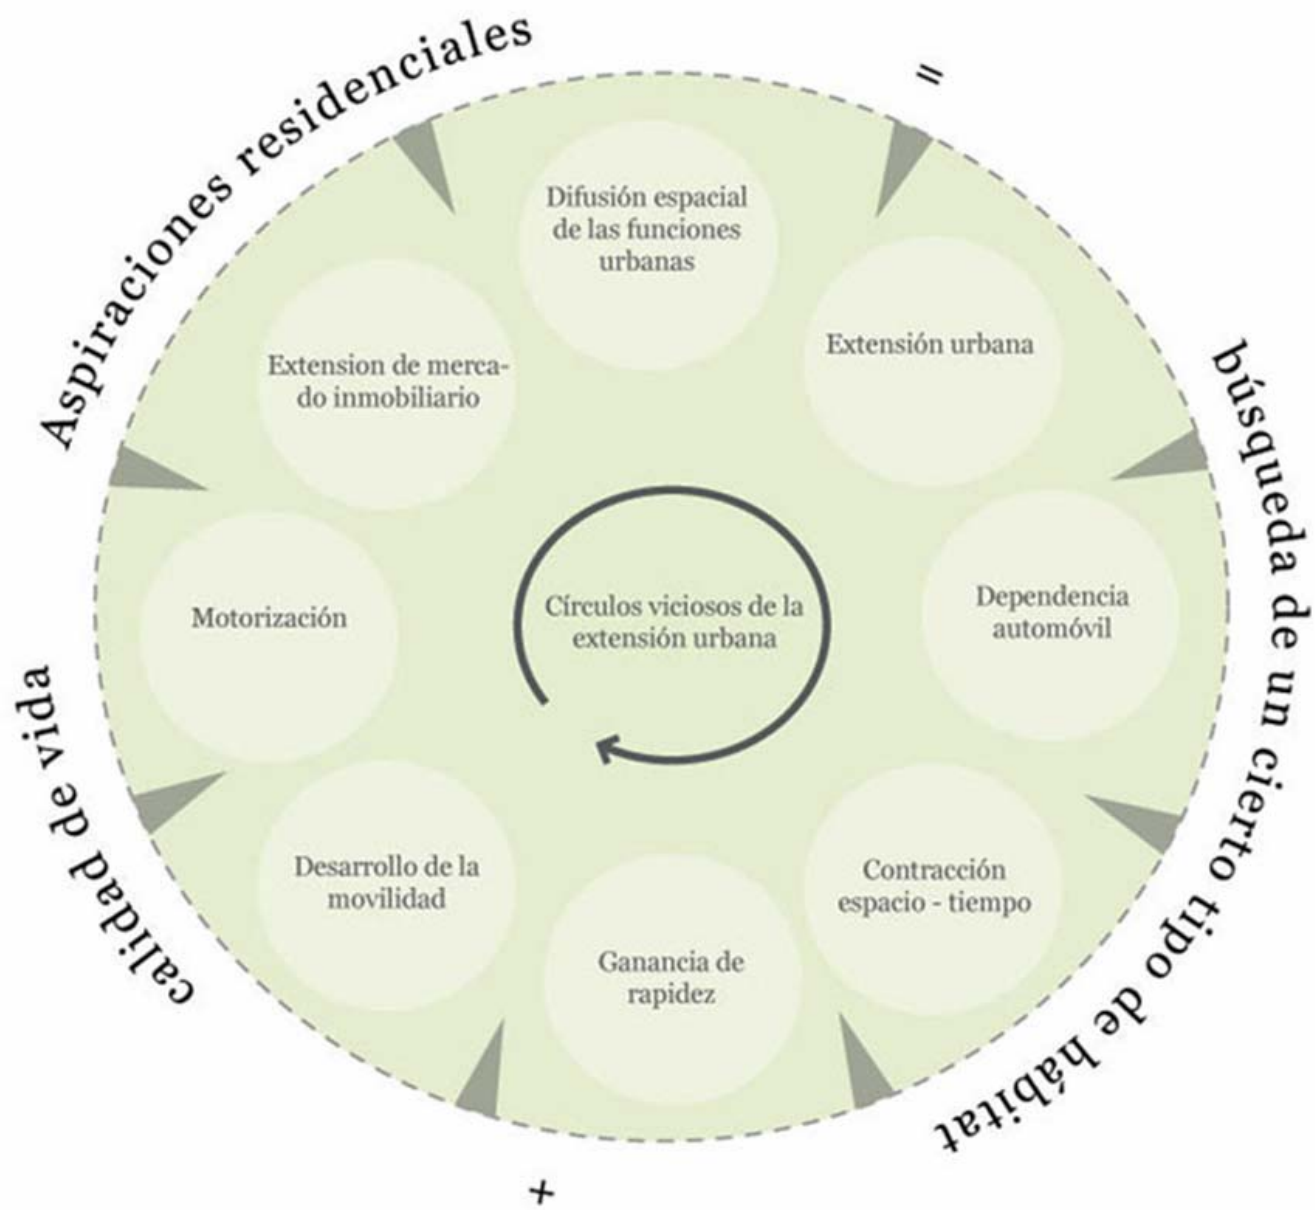 Aspiraciones residenciales
=
búsqueda de un cierto tipo de hábitat
+
calidad de vida
Difusión espacial
de las funciones
urbanas
Extensión urbana
Dependencia
automóvil
Contracción
espacio - tiempo
Ganancia de
rapidez
Desarrollo de la
movilidad
Motorización
Extension de merca-
do inmobiliario
Círculos viciosos de la
extensión urbana